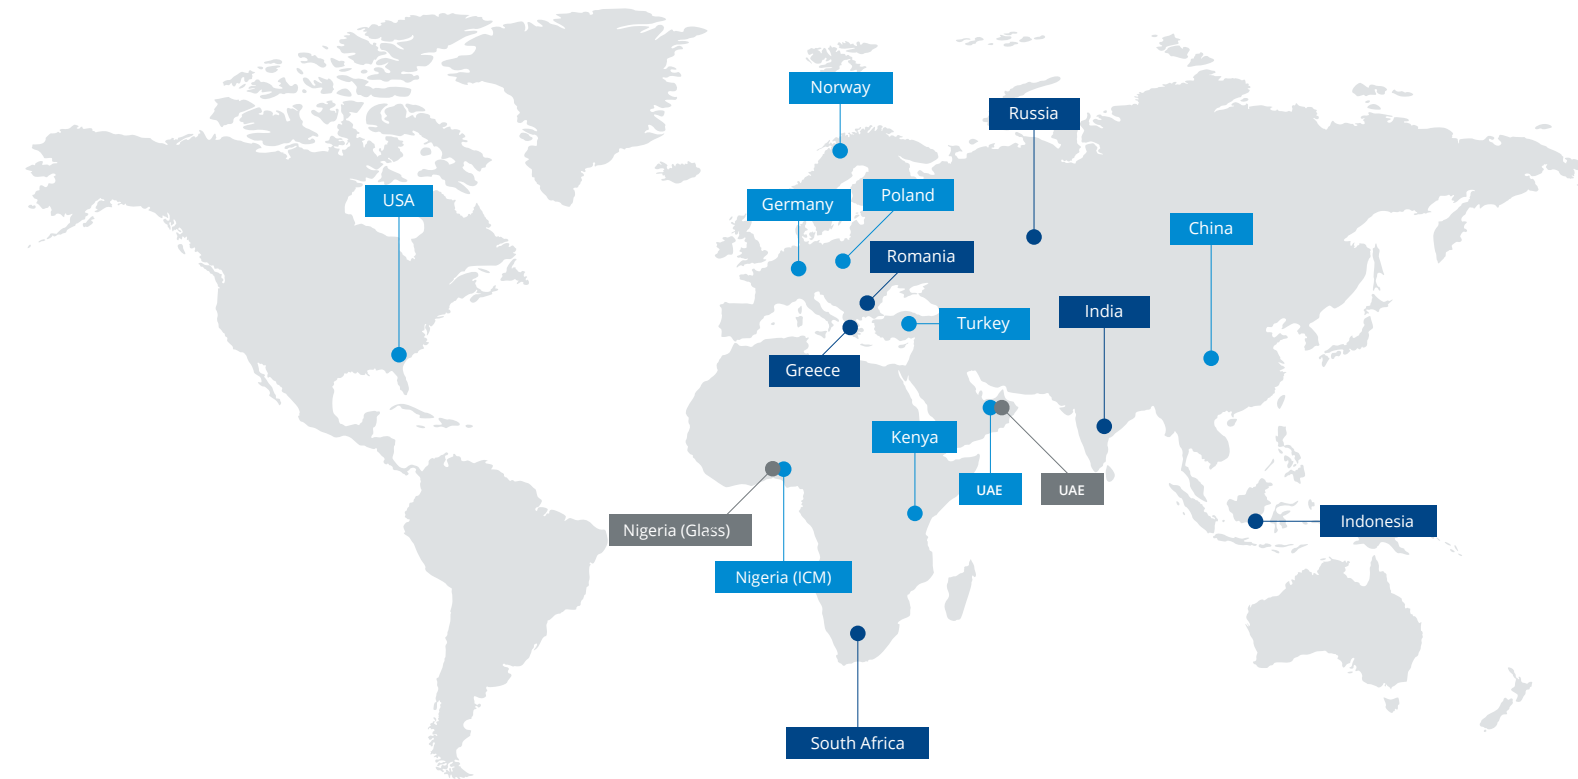 Norway
Russia
USA
Germany
Poland
China
Romania
India
Turkey
Greece
Kenya
UAE
UAE
Nigeria (Glass)
Indonesia
Nigeria (ICM)
South Africa